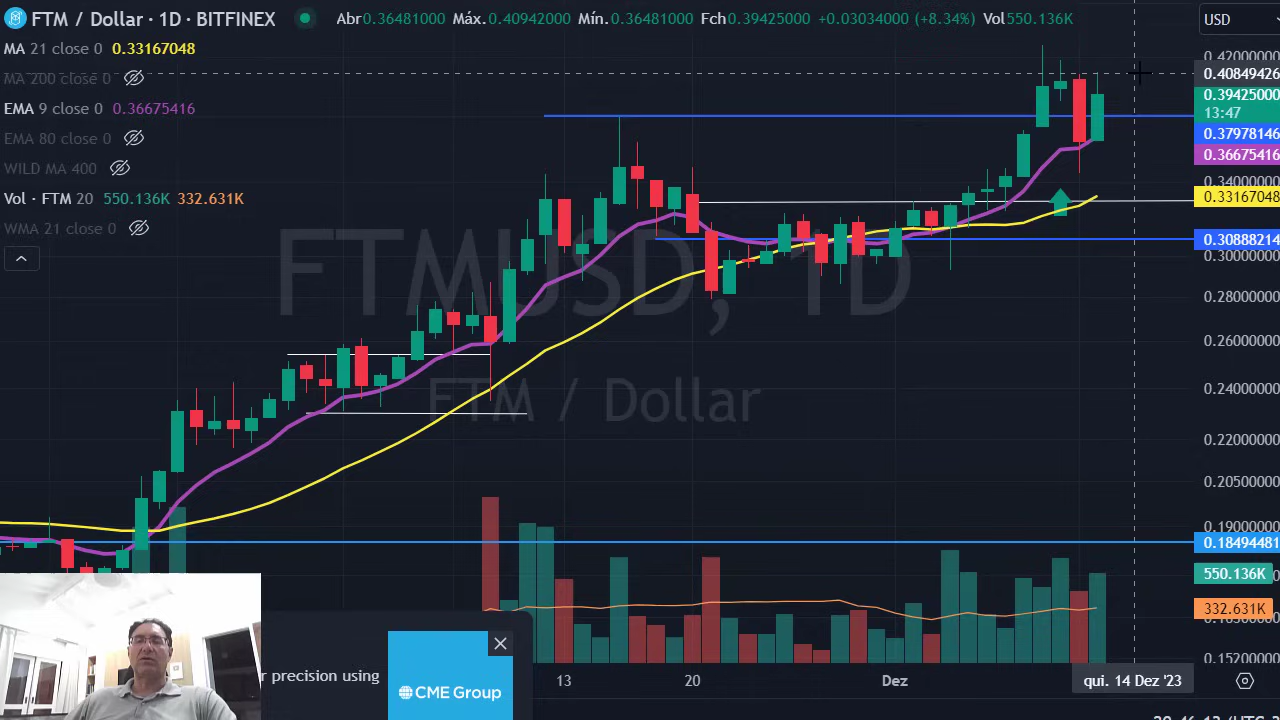 FTM / Dollar · 1D · BITFINEX Abr0.36481000 Máx.0.40942000 Mín.0.36481000 Fch0.39425000 +0.03034000 (+8.34%) Vol550.136K USD
MA 21 close 0 0.33167048
MA 200 close 0
EMA 9 close 0 0.36675416
EMA 80 close 0
WILD MA 400
Vol · FTM 20 550.136K 332.631K
WMA 21 close 0
FTMUSD, 1D
FTM / Dollar
0.42000000
0.40849426
0.39425000
13:47
0.37978146
0.36675416
0.34000000
0.33167048
0.30888214
0.30000000
0.28000000
0.26000000
0.24000000
0.22000000
0.20500000
0.19000000
0.18494481
550.136K
332.631K
0.15200000
r precision using
CME Group
13 20 Dez qui. 14 Dez '23